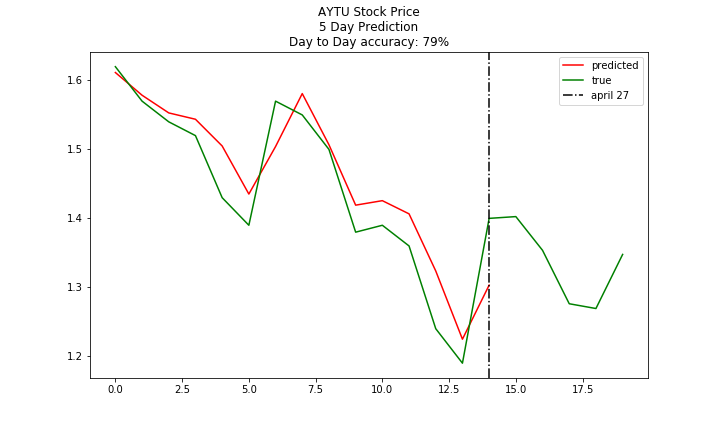 AYTU Stock Price
5 Day Prediction
Day to Day accuracy: 79%
predicted
true
april 27
1.6
1.5
1.4
1.3
1.2
0.0 2.5 5.0 7.5 10.0 12.5 15.0 17.5